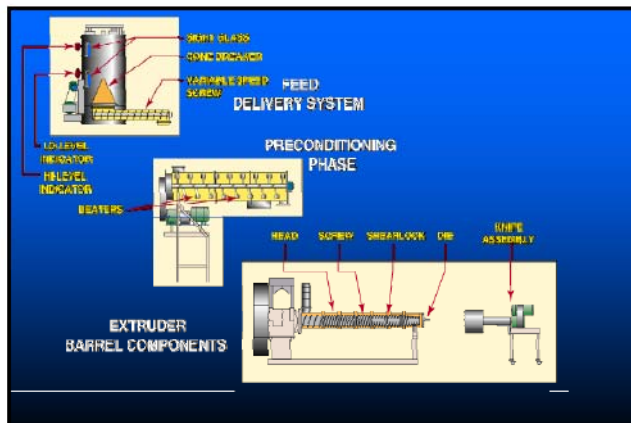 SIGHT GLASS
CONE BREAKER
VARIABLE SPEED
SCREW
FEED
DELIVERY SYSTEM
LO-LEVEL
INDICATOR
HI-LEVEL
INDICATOR
PRECONDITIONING
PHASE
BEATERS
HEAD
SCREW
SHEARLOCK
DIE
KNIFE
ASSEMBLY
EXTRUDER
BARREL COMPONENTS